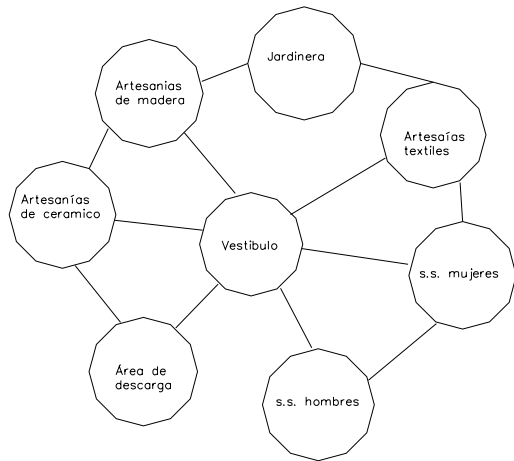 Jardinera
Artesanias
de madera
Artesaías
textiles
Artesanías
de ceramico
Vestibulo
s.s. mujeres
Área de
descarga
s.s. hombres